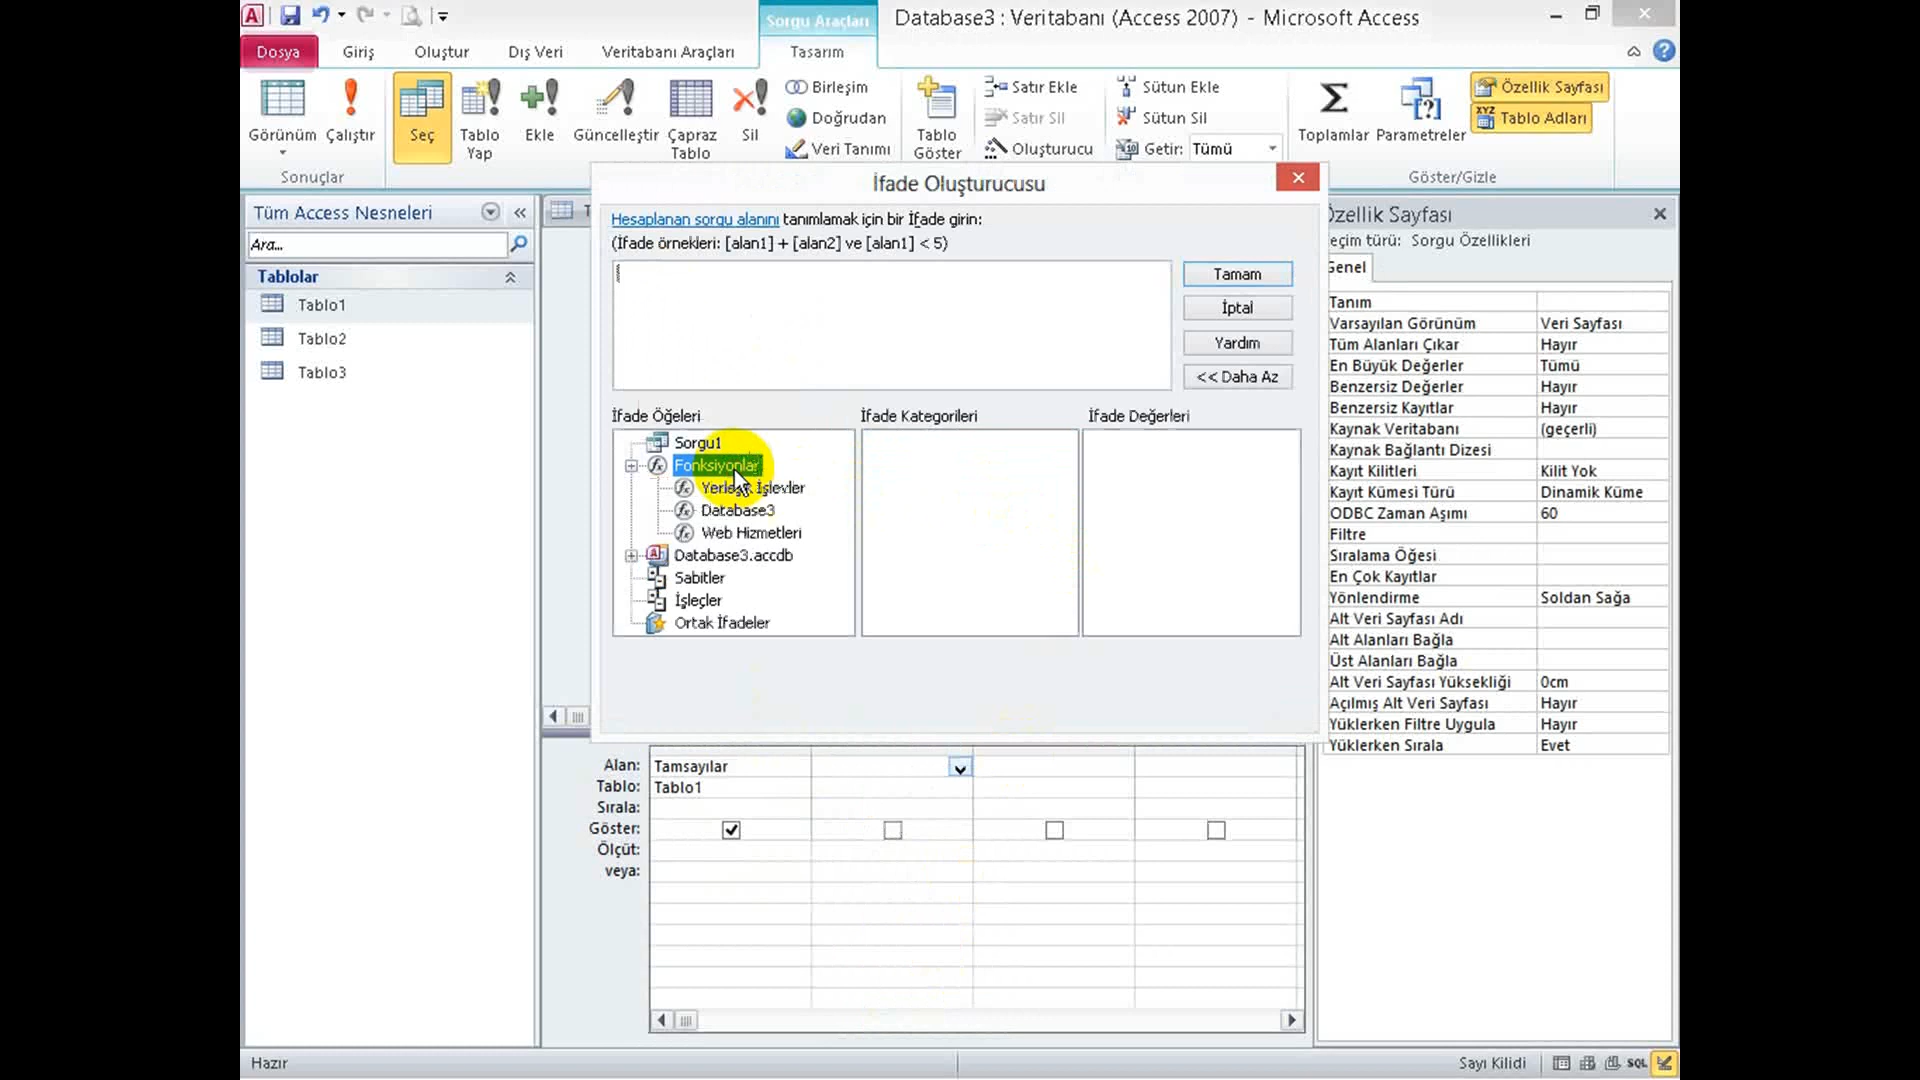 Sorgu Araçları
Database3 : Veritabanı (Access 2007) - Microsoft Access
Dosya
Giriş
Oluştur
Dış Veri
Veritabanı Araçları
Tasarım
Görünüm
Çalıştır
Seç
Tablo Yap
Ekle
Güncelleştir
Çapraz Tablo
Sil
Birleşim
Doğrudan
Veri Tanımı
Tablo Göster
Satır Ekle
Satır Sil
Oluşturucu
Sütun Ekle
Sütun Sil
Getir: Tümü
Toplamlar
Parametreler
Özellik Sayfası
Tablo Adları
Sonuçlar
Göster/Gizle
Tüm Access Nesneleri
Ara...
Tablolar
Tablo1
Tablo2
Tablo3
İfade Oluşturucusu
Hesaplanan sorgu alanını tanımlamak için bir İfade girin:
(İfade örnekleri: [alan1] + [alan2] ve [alan1] < 5)
Tamam
İptal
Yardım
<< Daha Az
İfade Öğeleri
İfade Kategorileri
İfade Değerleri
Sorgu1
Fonksiyonlar
Yerleşik İşlevler
Database3
Web Hizmetleri
Database3.accdb
Sabitler
İşleçler
Ortak İfadeler
Özellik Sayfası
eçim türü: Sorgu Özellikleri
Genel
Tanım
Varsayılan Görünüm Veri Sayfası
Tüm Alanları Çıkar Hayır
En Büyük Değerler Tümü
Benzersiz Değerler Hayır
Benzersiz Kayıtlar Hayır
Kaynak Veritabanı (geçerli)
Kaynak Bağlantı Dizesi
Kayıt Kilitleri Kilit Yok
Kayıt Kümesi Türü Dinamik Küme
ODBC Zaman Aşımı 60
Filtre
Sıralama Öğesi
En Çok Kayıtlar
Yönlendirme Soldan Sağa
Alt Veri Sayfası Adı
Alt Alanları Bağla
Üst Alanları Bağla
Alt Veri Sayfası Yüksekliği 0cm
Açılmış Alt Veri Sayfası Hayır
Yüklerken Filtre Uygula Hayır
Yüklerken Sırala Evet
Alan: Tamsayılar
Tablo: Tablo1
Sırala:
Göster:
Ölçüt:
veya:
Hazır
Sayı Kilidi
SQL